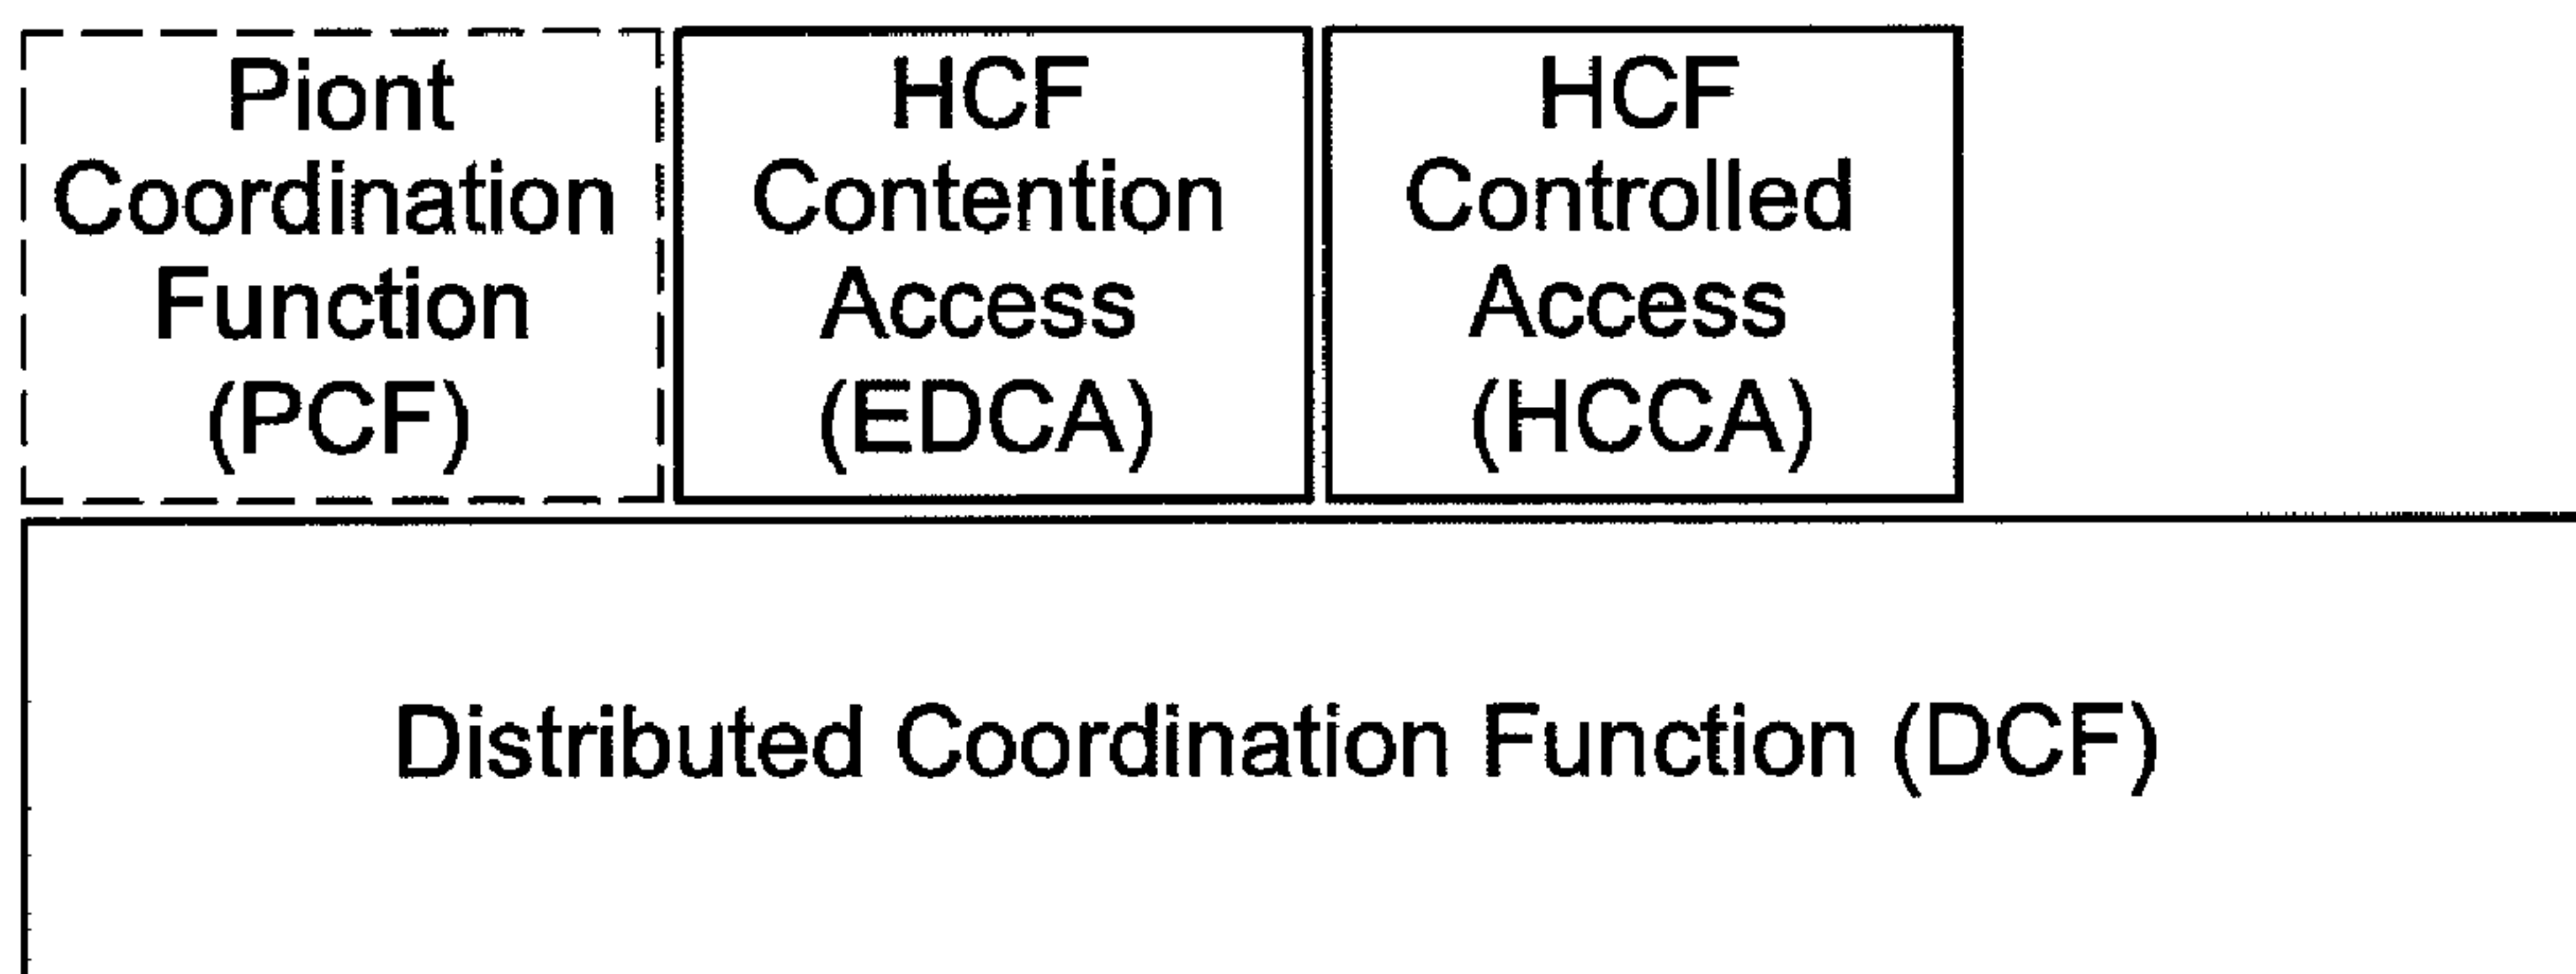 Piont
Coordination
Function
(PCF)
HCF
Contention
Access
(EDCA)
HCF
Controlled
Access
(HCCA)
Distributed Coordination Function (DCF)